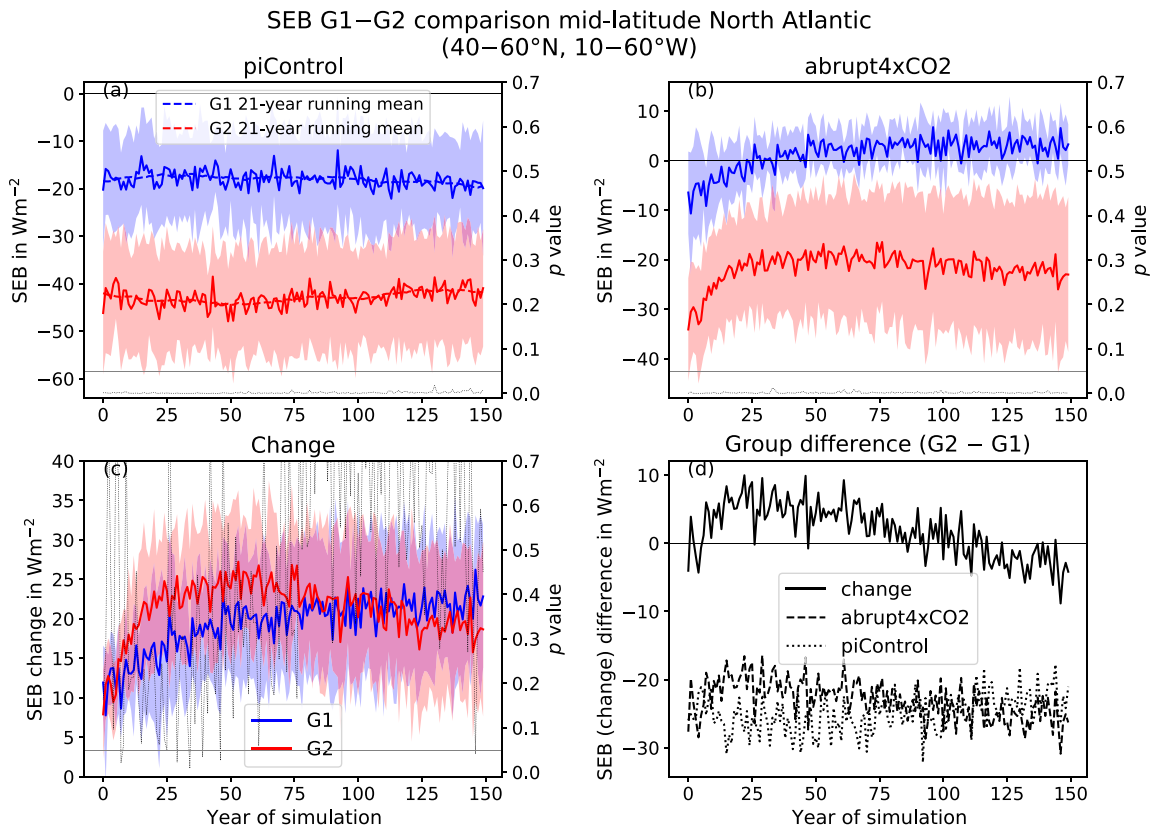 SEB G1−G2 comparison mid-latitude North Atlantic
(40−60°N, 10−60°W)
piControl
(a)
G1 21-year running mean
G2 21-year running mean
SEB in Wm−2
0
−10
−20
−30
−40
−50
−60
0.7
0.6
0.5
0.4
0.3
0.2
0.1
0.0
p value
0 25 50 75 100 125 150
abrupt4xCO2
(b)
SEB in Wm−2
10
0
−10
−20
−30
−40
0.7
0.6
0.5
0.4
0.3
0.2
0.1
0.0
p value
0 25 50 75 100 125 150
Change
(c)
SEB change in Wm−2
40
35
30
25
20
15
10
5
0
0.7
0.6
0.5
0.4
0.3
0.2
0.1
0.0
p value
G1
G2
0 25 50 75 100 125 150
Year of simulation
Group difference (G2 − G1)
(d)
SEB (change) difference in Wm−2
10
0
−10
−20
−30
change
abrupt4xCO2
piControl
0 25 50 75 100 125 150
Year of simulation